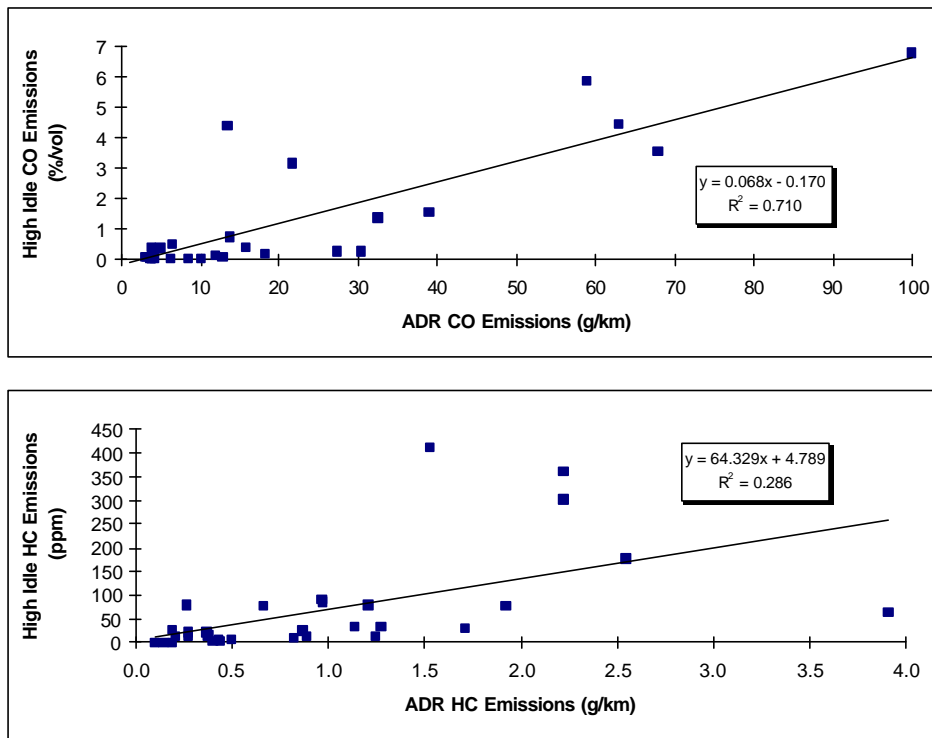 High Idle CO Emissions
(%/vol)
7
6
5
4
3
2
1
0
y = 0.068x - 0.170
R² = 0.710
0 10 20 30 40 50 60 70 80 90 100
ADR CO Emissions (g/km)
High Idle HC Emissions
(ppm)
450
400
350
300
250
200
150
100
50
0
y = 64.329x + 4.789
R² = 0.286
0.0 0.5 1.0 1.5 2.0 2.5 3.0 3.5 4.0
ADR HC Emissions (g/km)